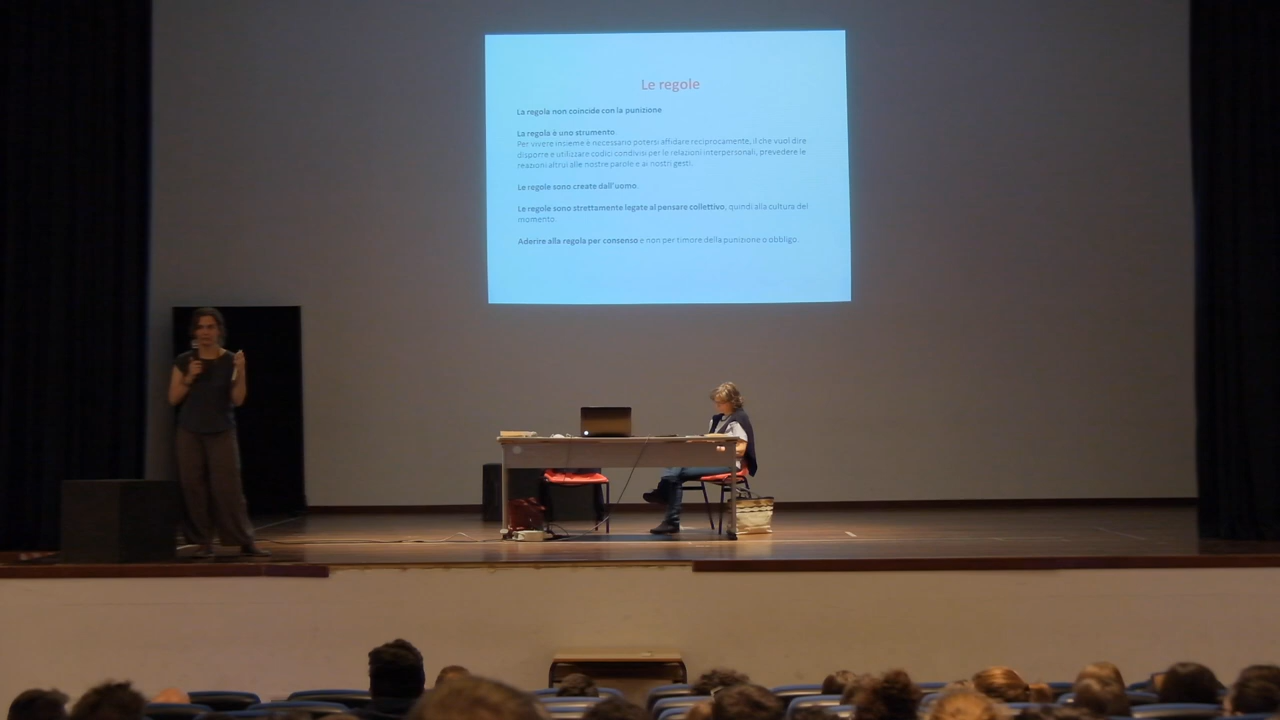 Le regole
La regola non coincide con la punizione
La regola è uno strumento.
Per vivere insieme è necessario potersi affidare reciprocamente, il che vuol dire
disporre e utilizzare codici condivisi per le relazioni interpersonali, prevedere le
reazioni altrui alle nostre parole e ai nostri gesti.
Le regole sono create dall'uomo.
Le regole sono strettamente legate al pensare collettivo, quindi alla cultura del
momento.
Aderire alla regola per consenso e non per timore della punizione o obbligo.